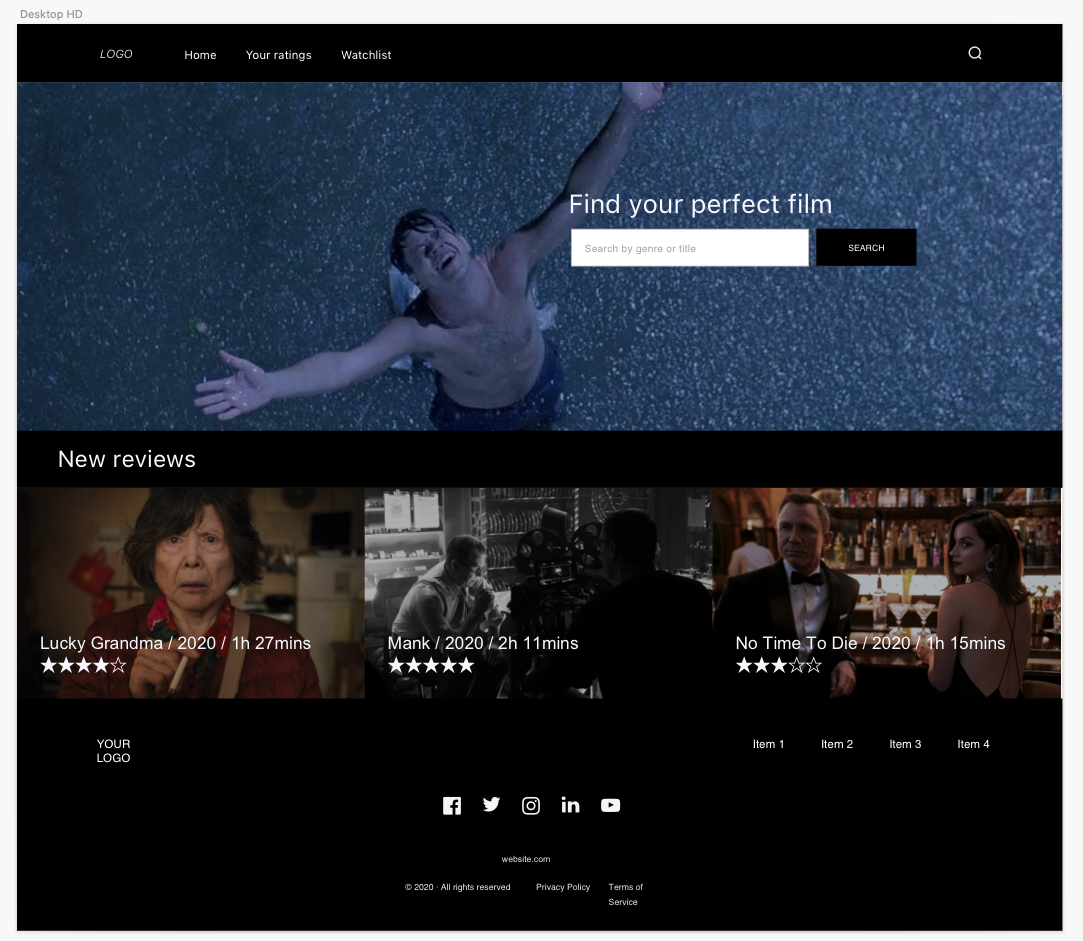 Desktop HD
LOGO Home Your ratings Watchlist
Find your perfect film
Search by genre or title SEARCH
New reviews
Lucky Grandma / 2020 / 1h 27mins
★★★★☆
Mank / 2020 / 2h 11mins
★★★★★
No Time To Die / 2020 / 1h 15mins
★★★☆☆
YOUR
LOGO
Item 1 Item 2 Item 3 Item 4
website.com
© 2020 · All rights reserved Privacy Policy Terms of
Service